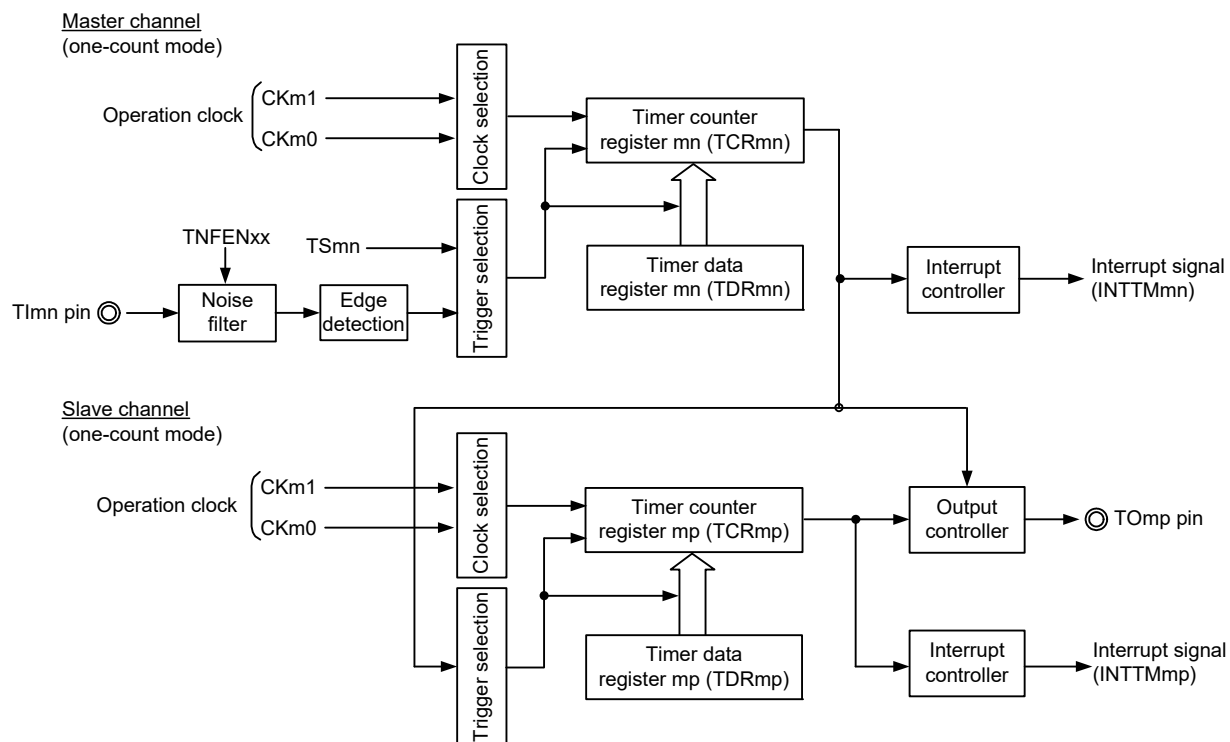 Master channel
(one-count mode)
Operation clock
CKm1
CKm0
Clock selection
Timer counter
register mn (TCRmn)
TNFENxx
TSmn
Trigger selection
Timer data
register mn (TDRmn)
Interrupt
controller
Interrupt signal
(INTTMmn)
TImn pin
Noise
filter
Edge
detection
Slave channel
(one-count mode)
Operation clock
CKm1
CKm0
Clock selection
Timer counter
register mp (TCRmp)
Output
controller
TOmp pin
Trigger selection
Timer data
register mp (TDRmp)
Interrupt
controller
Interrupt signal
(INTTMmp)